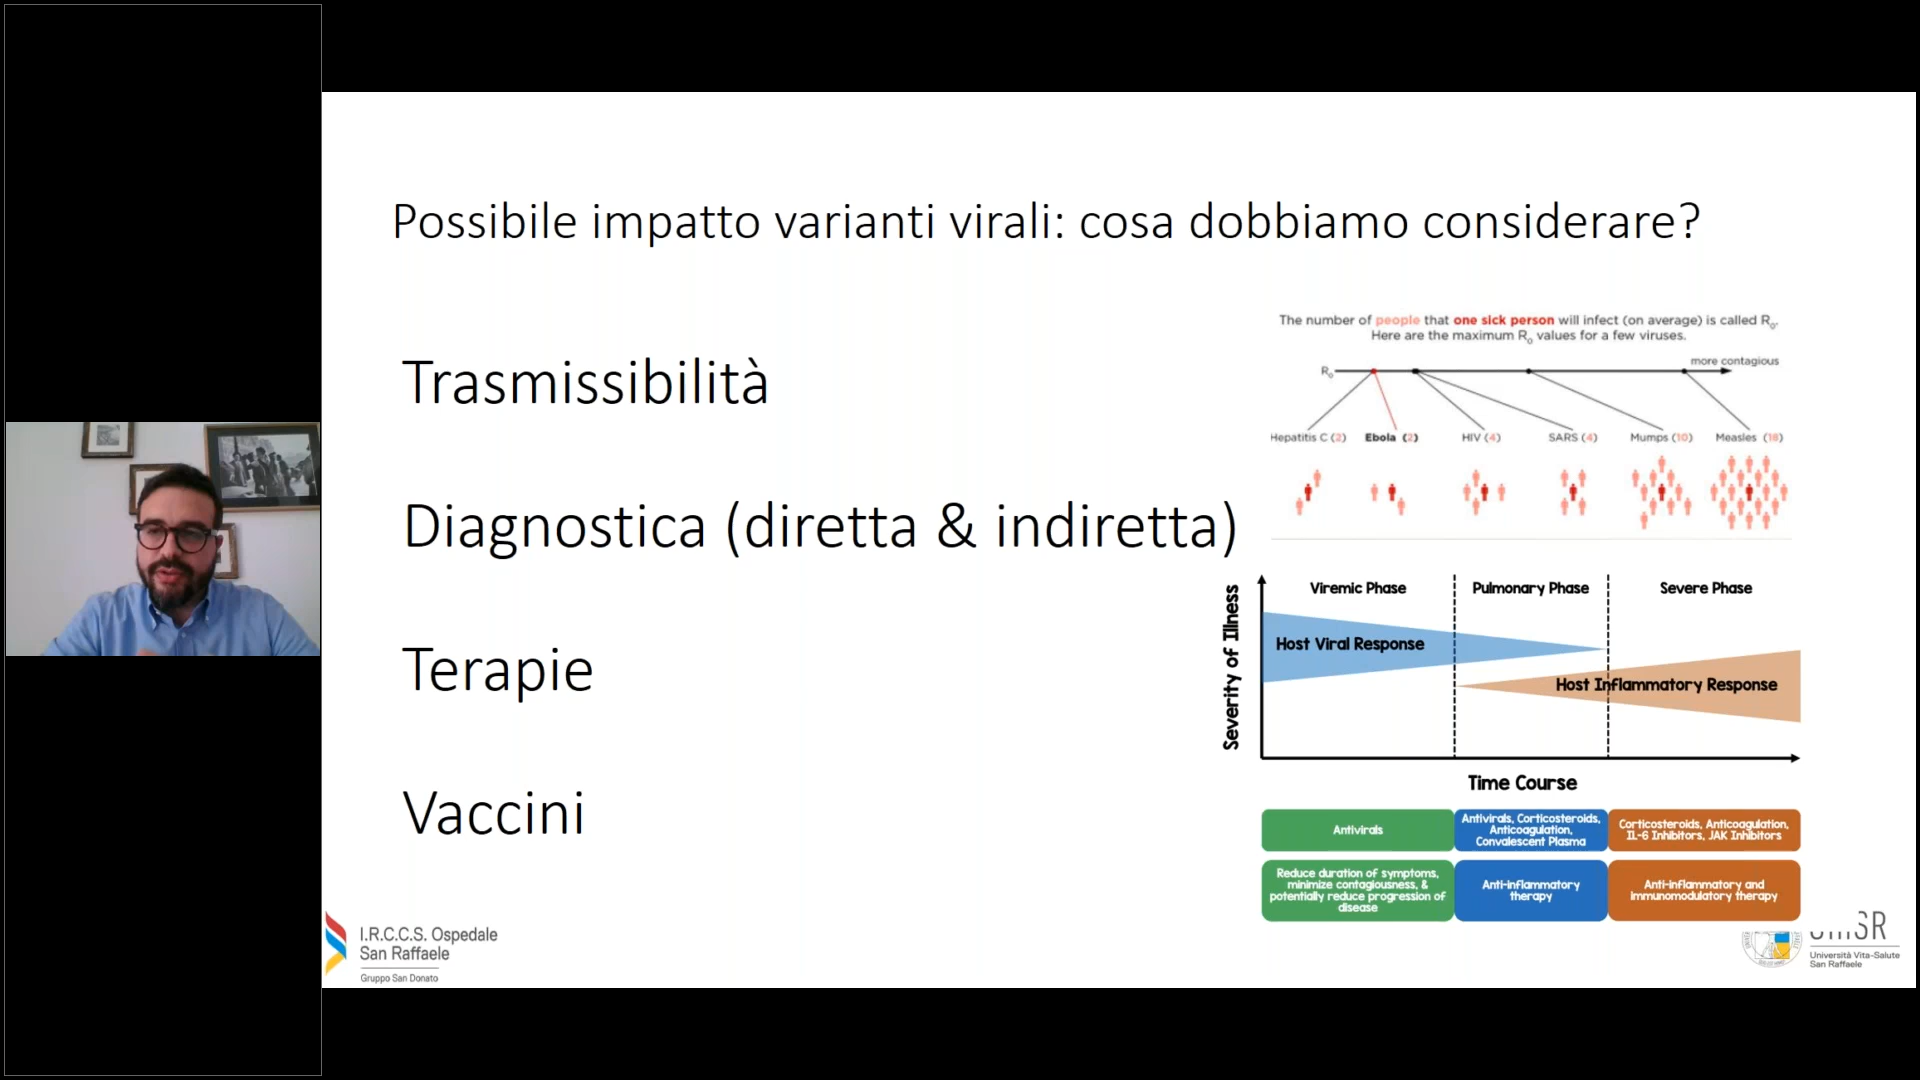 Possibile impatto varianti virali: cosa dobbiamo considerare?
Trasmissibilità
Diagnostica (diretta & indiretta)
Terapie
Vaccini
The number of people that one sick person will infect (on average) is called R₀.
Here are the maximum R₀ values for a few viruses.
more contagious
R₀
Hepatitis C (2)
Ebola (2)
HIV (4)
SARS (4)
Mumps (10)
Measles (18)
Severity of Illness
Viremic Phase
Pulmonary Phase
Severe Phase
Host Viral Response
Host Inflammatory Response
Time Course
Antivirals
Antivirals, Corticosteroids,
Anticoagulation,
Convalescent Plasma
Corticosteroids, Anticoagulation,
IL-6 Inhibitors, JAK Inhibitors
Reduce duration of symptoms,
minimize contagiousness, &
potentially reduce progression of
disease
Anti-inflammatory
therapy
Anti-inflammatory and
immunomodulatory therapy
I.R.C.C.S. Ospedale
San Raffaele
Gruppo San Donato
Università Vita-Salute
San Raffaele